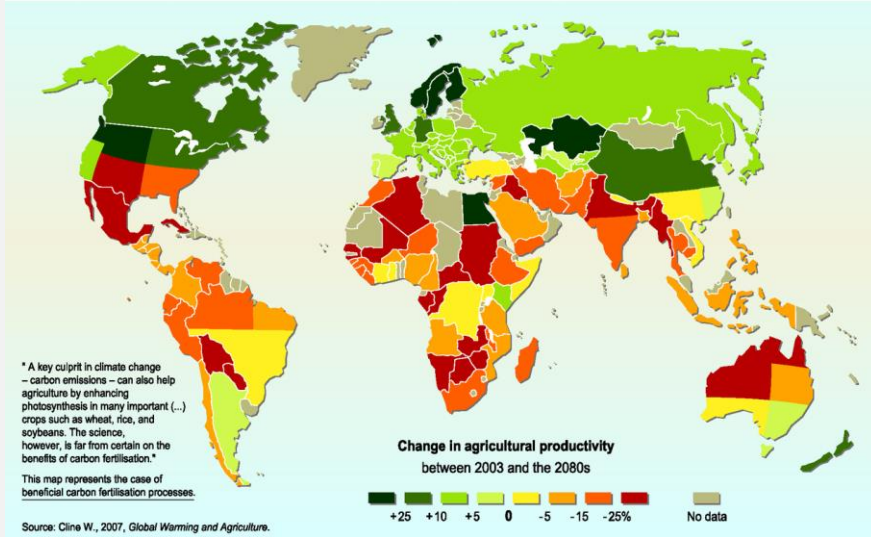 " A key culprit in climate change
– carbon emissions – can also help
agriculture by enhancing
photosynthesis in many important (...)
crops such as wheat, rice, and
soybeans. The science,
however, is far from certain on the
benefits of carbon fertilisation."
This map represents the case of
beneficial carbon fertilisation processes.
Source: Cline W., 2007, Global Warming and Agriculture.
Change in agricultural productivity
between 2003 and the 2080s
+25 +10 +5 0 -5 -15 -25% No data